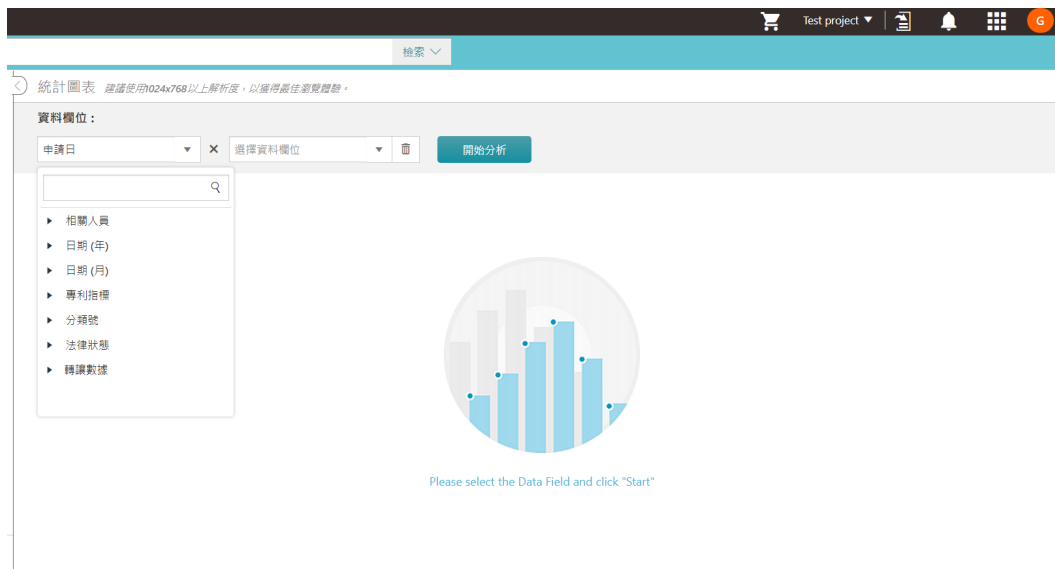 Test project
G
檢索
統計圖表 建議使用1024x768以上解析度，以獲得最佳瀏覽體驗。
資料欄位：
申請日 × 選擇資料欄位 開始分析
相關人員
日期 (年)
日期 (月)
專利指標
分類號
法律狀態
轉讓數據
Please select the Data Field and click "Start"